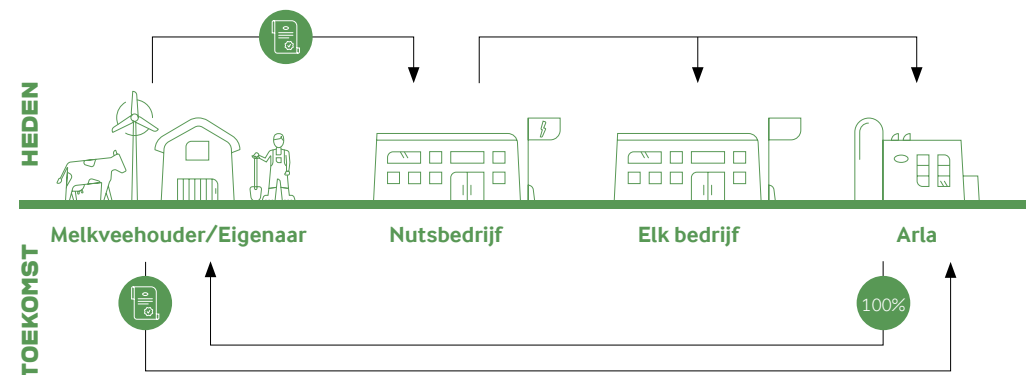 HEDEN
Melkveehouder/Eigenaar
Nutsbedrijf
Elk bedrijf
Arla
TOEKOMST
100%